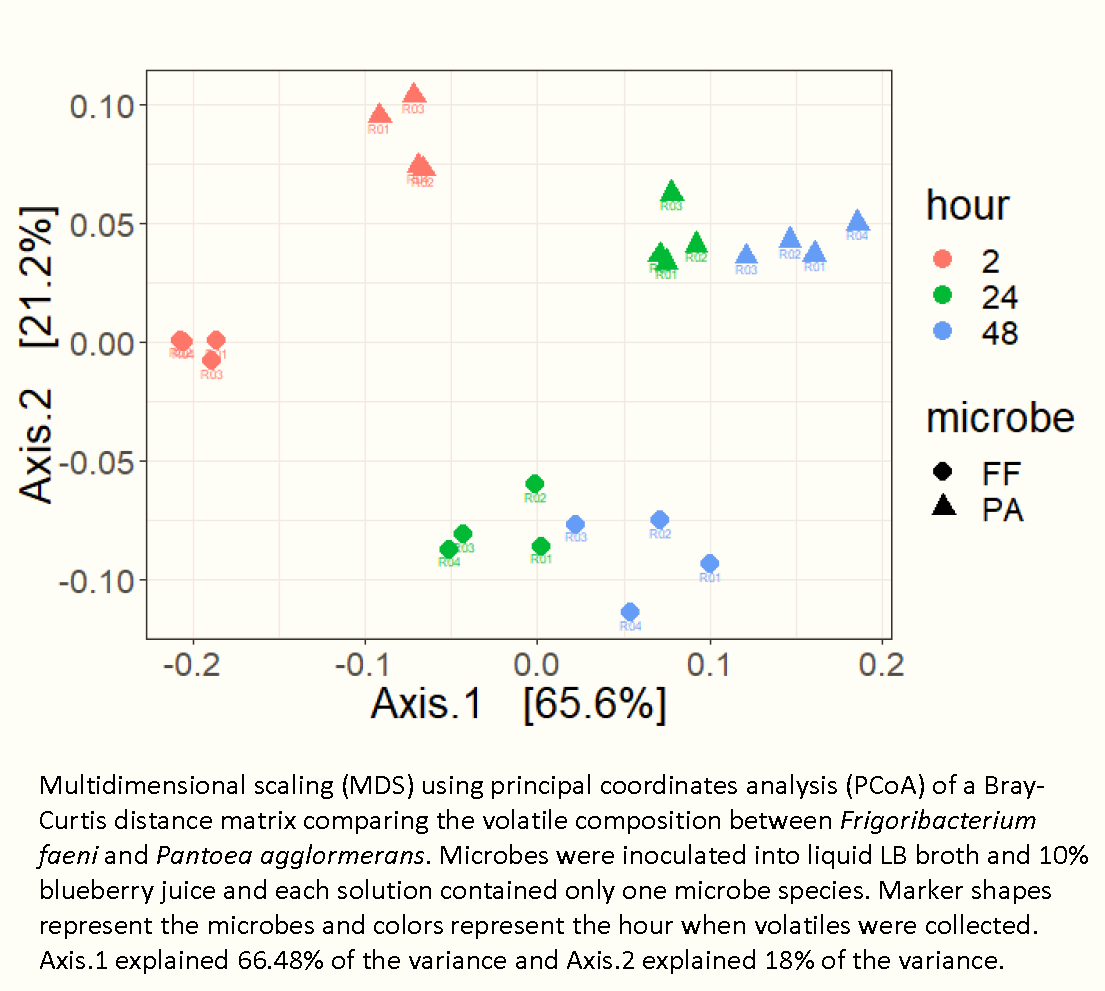 0.10
0.05
0.00
-0.05
-0.10
Axis.2 [21.2%]
R03
R01
R02
R03
R02
R01
R04
R02
R03
R01
R03
R02
R03
R04
R01
R03
R02
R01
R04
-0.2 -0.1 0.0 0.1 0.2
Axis.1 [65.6%]
hour
2
24
48
microbe
FF
PA
Multidimensional scaling (MDS) using principal coordinates analysis (PCoA) of a Bray-
Curtis distance matrix comparing the volatile composition between Frigoribacterium
faeni and Pantoea agglormerans. Microbes were inoculated into liquid LB broth and 10%
blueberry juice and each solution contained only one microbe species. Marker shapes
represent the microbes and colors represent the hour when volatiles were collected.
Axis.1 explained 66.48% of the variance and Axis.2 explained 18% of the variance.